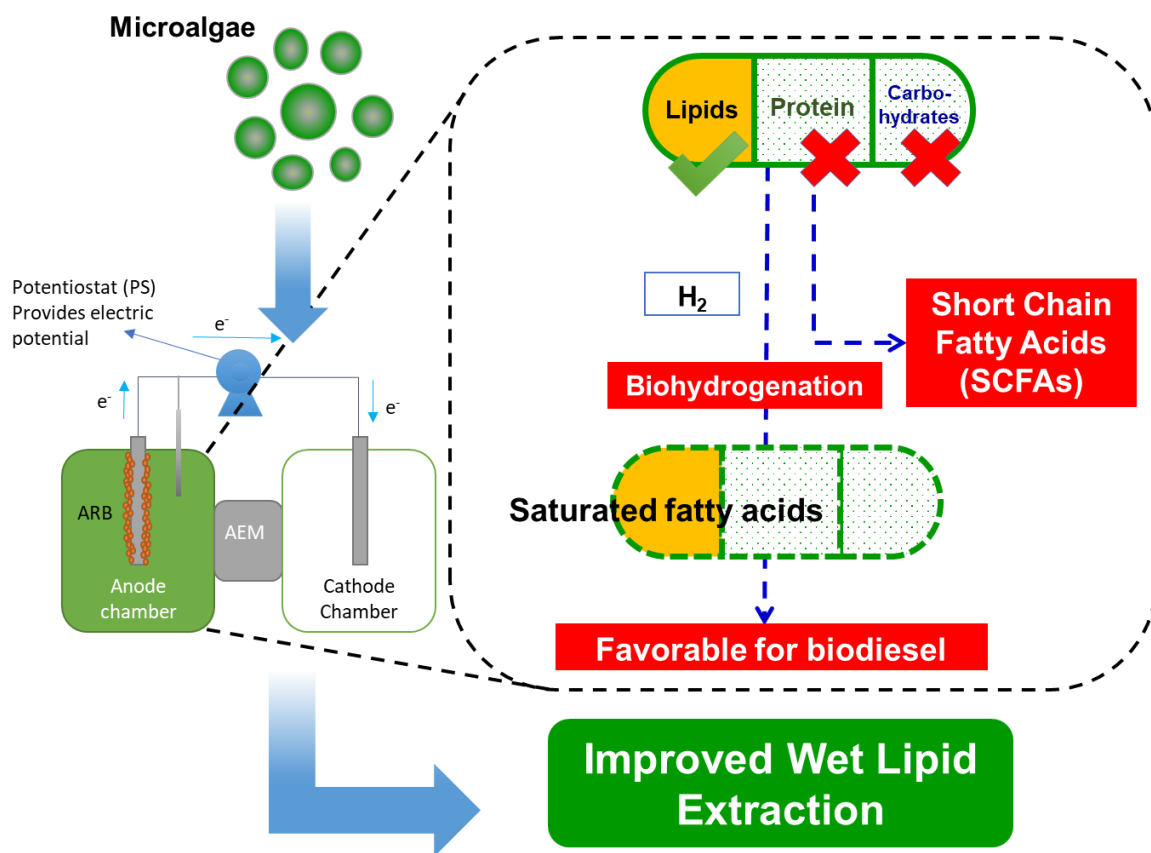 Microalgae
Potentiostat (PS)
Provides electric
potential
e-
e-
e-
ARB
AEM
Anode
chamber
Cathode
Chamber
Lipids
Protein
Carbo-
hydrates
H2
Short Chain
Fatty Acids
(SCFAs)
Biohydrogenation
Saturated fatty acids
Favorable for biodiesel
Improved Wet Lipid
Extraction